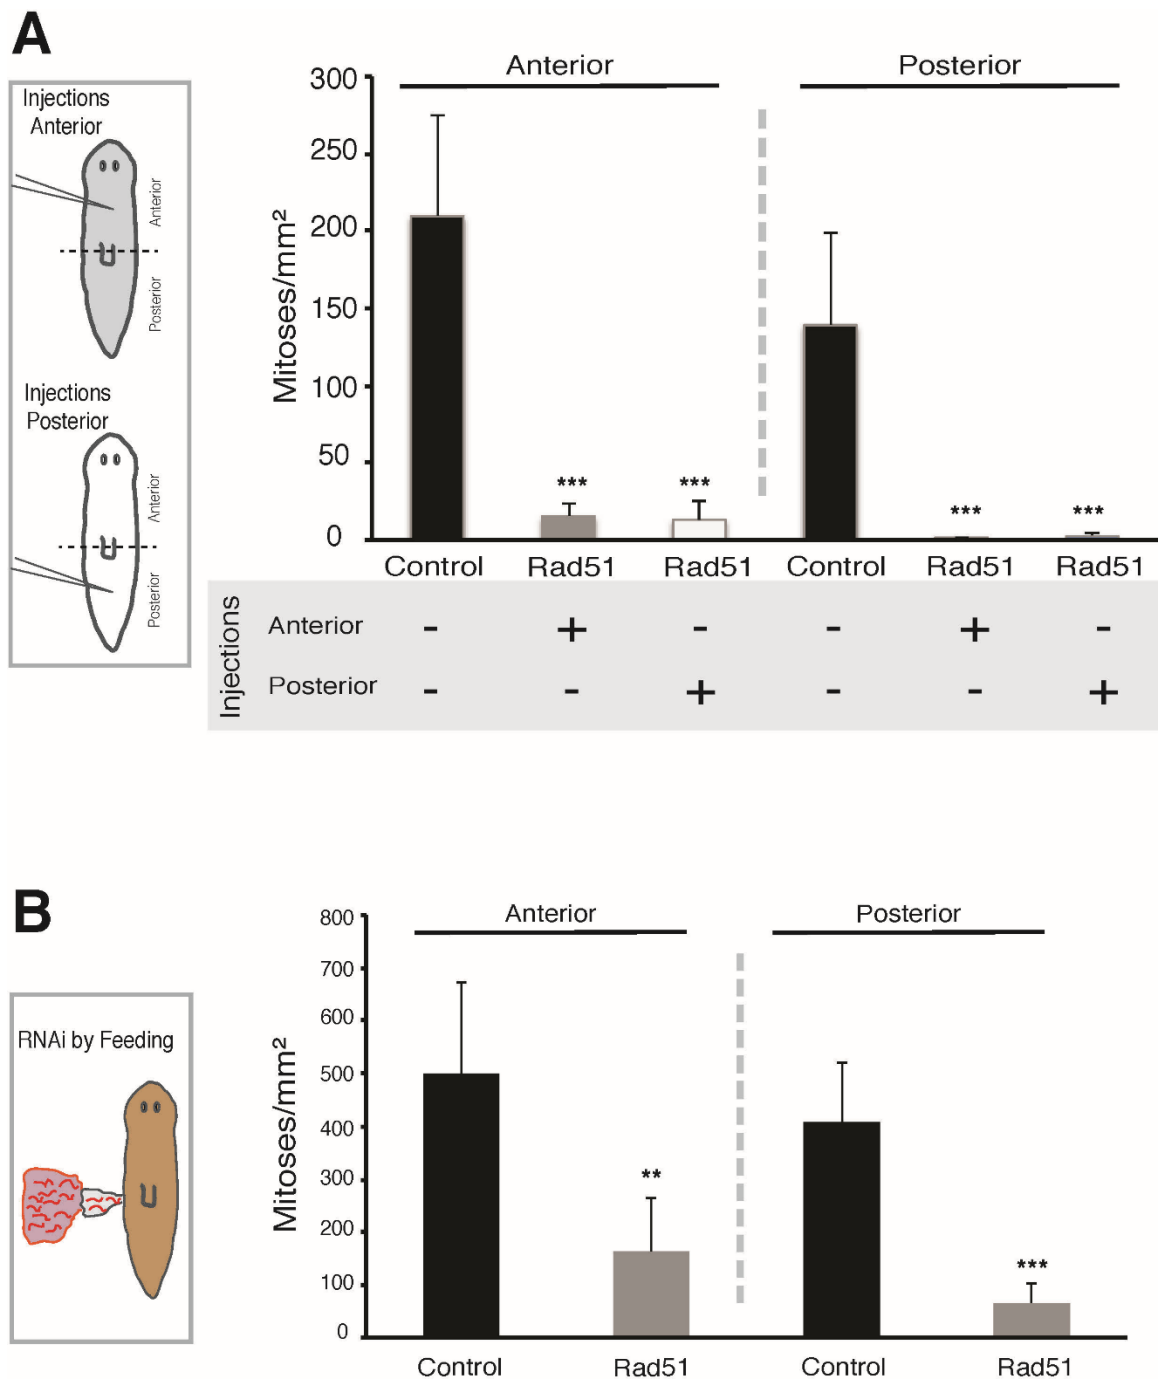 A
Injections
Anterior
Anterior
Posterior
Injections
Posterior
Anterior
Posterior
Anterior
Posterior
Mitoses/mm²
300
250
200
150
100
50
0
***
***
***
***
Control
Rad51
Rad51
Control
Rad51
Rad51
Injections
Anterior
- + - - + -
Posterior
- - + - - +
B
RNAi by Feeding
Anterior
Posterior
Mitoses/mm²
800
700
600
500
400
300
200
100
0
**
***
Control
Rad51
Control
Rad51